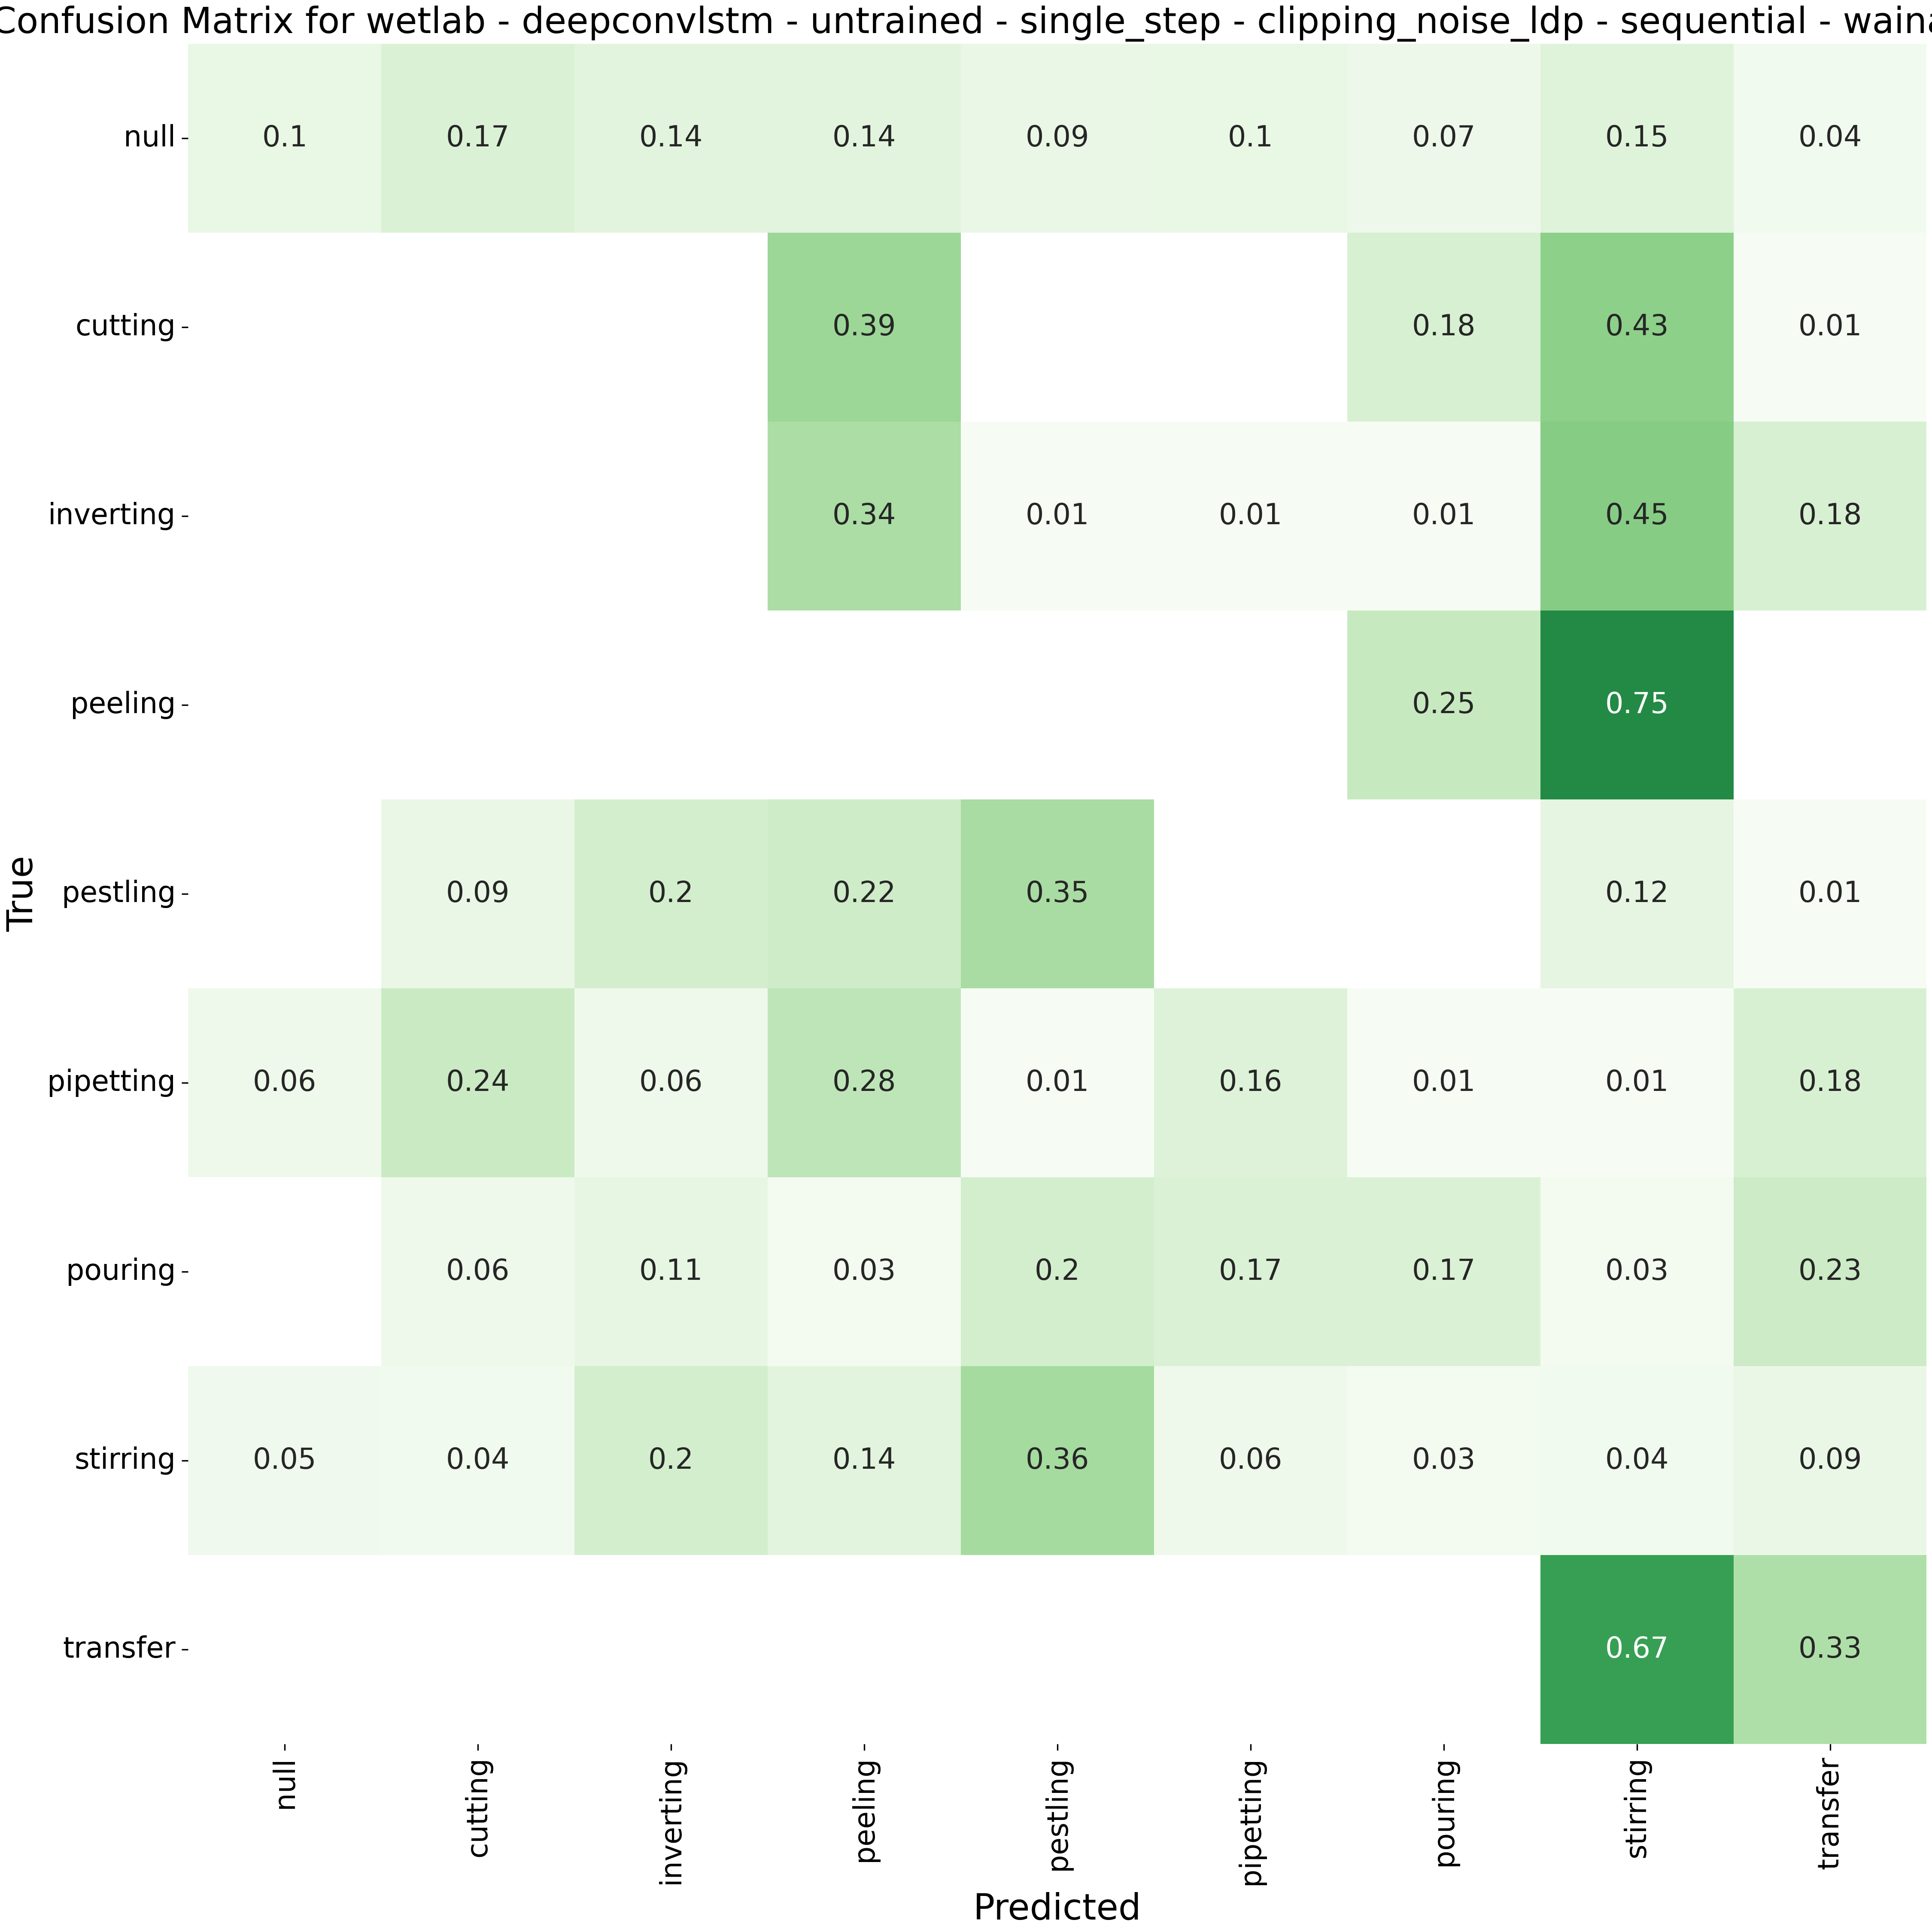 Confusion Matrix for wetlab - deepconvlstm - untrained - single_step - clipping_noise_ldp - sequential -
null 0.1 0.17 0.14 0.14 0.09 0.1 0.07 0.15 0.04
cutting 0.39 0.18 0.43 0.01
inverting 0.34 0.01 0.01 0.01 0.45 0.18
peeling 0.25 0.75
pestling 0.09 0.2 0.22 0.35 0.12 0.01
pipetting 0.06 0.24 0.06 0.28 0.01 0.16 0.01 0.01 0.18
pouring 0.06 0.11 0.03 0.2 0.17 0.17 0.03 0.23
stirring 0.05 0.04 0.2 0.14 0.36 0.06 0.03 0.04 0.09
transfer 0.67 0.33
True
null cutting inverting peeling pestling pipetting pouring stirring transfer
Predicted